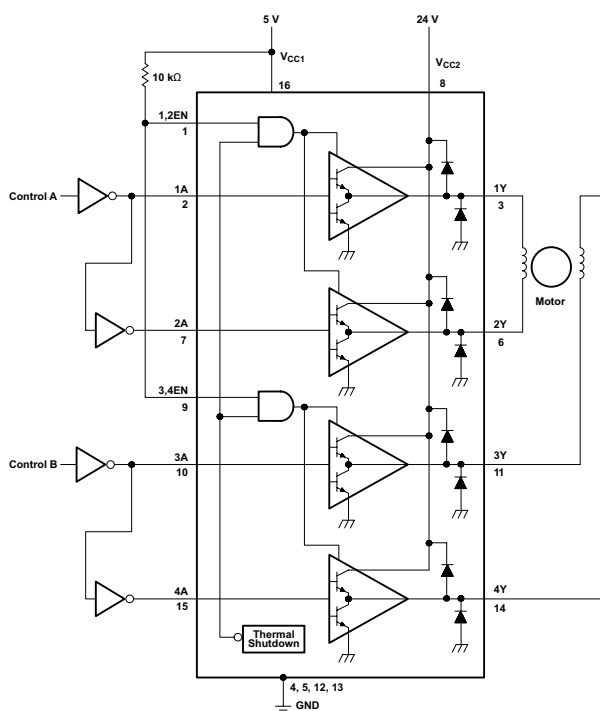 5 V
24 V
VCC1
VCC2
10 kΩ
16
8
1,2EN
1
Control A
1A
2
1Y
3
Motor
2A
7
2Y
6
3,4EN
9
Control B
3A
10
3Y
11
4A
15
4Y
14
Thermal
Shutdown
4, 5, 12, 13
GND